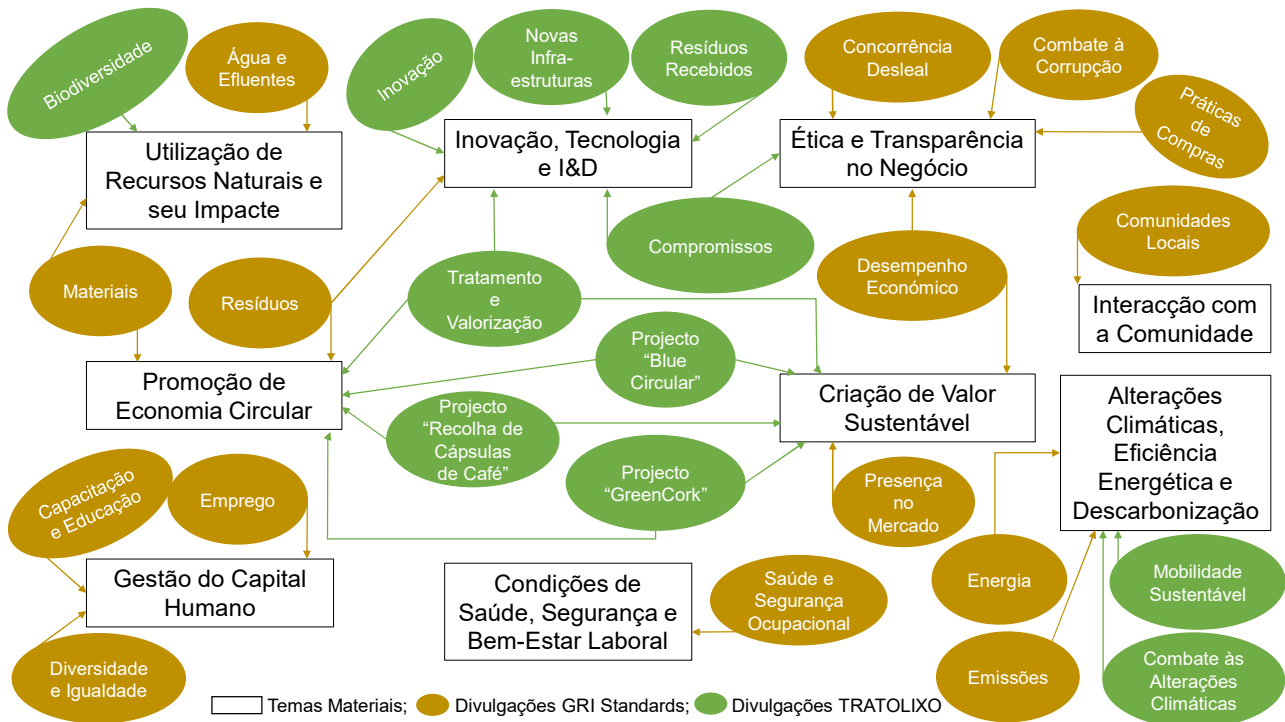 Biodiversidade
Água e
Efluentes
Inovação
Novas
Infra-
estruturas
Resíduos
Recebidos
Concorrência
Desleal
Combate à
Corrupção
Práticas
de
Compras
Utilização de
Recursos Naturais e
seu Impacte
Inovação, Tecnologia
e I&D
Ética e Transparência
no Negócio
Materiais
Resíduos
Tratamento
e
Valorização
Compromissos
Desempenho
Económico
Comunidades
Locais
Interacção com
a Comunidade
Promoção de
Economia Circular
Projecto
“Blue
Circular”
Projecto
“Recolha de
Cápsulas
de Café”
Projecto
“GreenCork”
Criação de Valor
Sustentável
Alterações
Climáticas,
Eficiência
Energética e
Descarbonização
Capacitação
e Educação
Emprego
Presença
no
Mercado
Gestão do Capital
Humano
Condições de
Saúde, Segurança e
Bem-Estar Laboral
Saúde e
Segurança
Ocupacional
Energia
Mobilidade
Sustentável
Diversidade
e Igualdade
Emissões
Combate às
Alterações
Climáticas
Temas Materiais; Divulgações GRI Standards; Divulgações TRATOLIXO